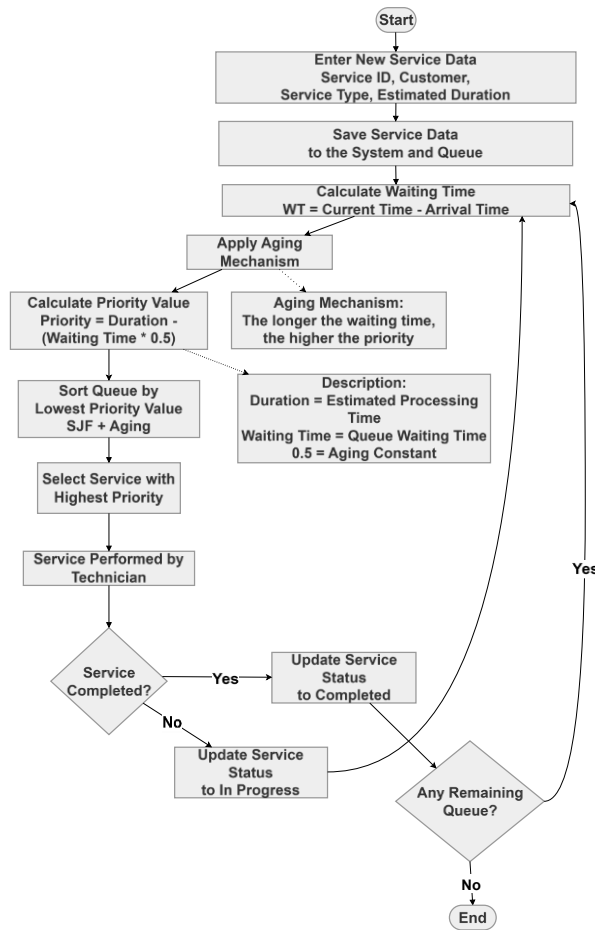 Start
Enter New Service Data
Service ID, Customer,
Service Type, Estimated Duration
Save Service Data
to the System and Queue
Calculate Waiting Time
WT = Current Time - Arrival Time
Apply Aging
Mechanism
Calculate Priority Value
Priority = Duration -
(Waiting Time * 0.5)
Aging Mechanism:
The longer the waiting time,
the higher the priority
Description:
Duration = Estimated Processing
Time
Waiting Time = Queue Waiting Time
0.5 = Aging Constant
Sort Queue by
Lowest Priority Value
SJF + Aging
Select Service with
Highest Priority
Service Performed by
Technician
Service
Completed?
Yes
Update Service
Status
to Completed
No
Update Service
Status
to In Progress
Any Remaining
Queue?
Yes
No
End